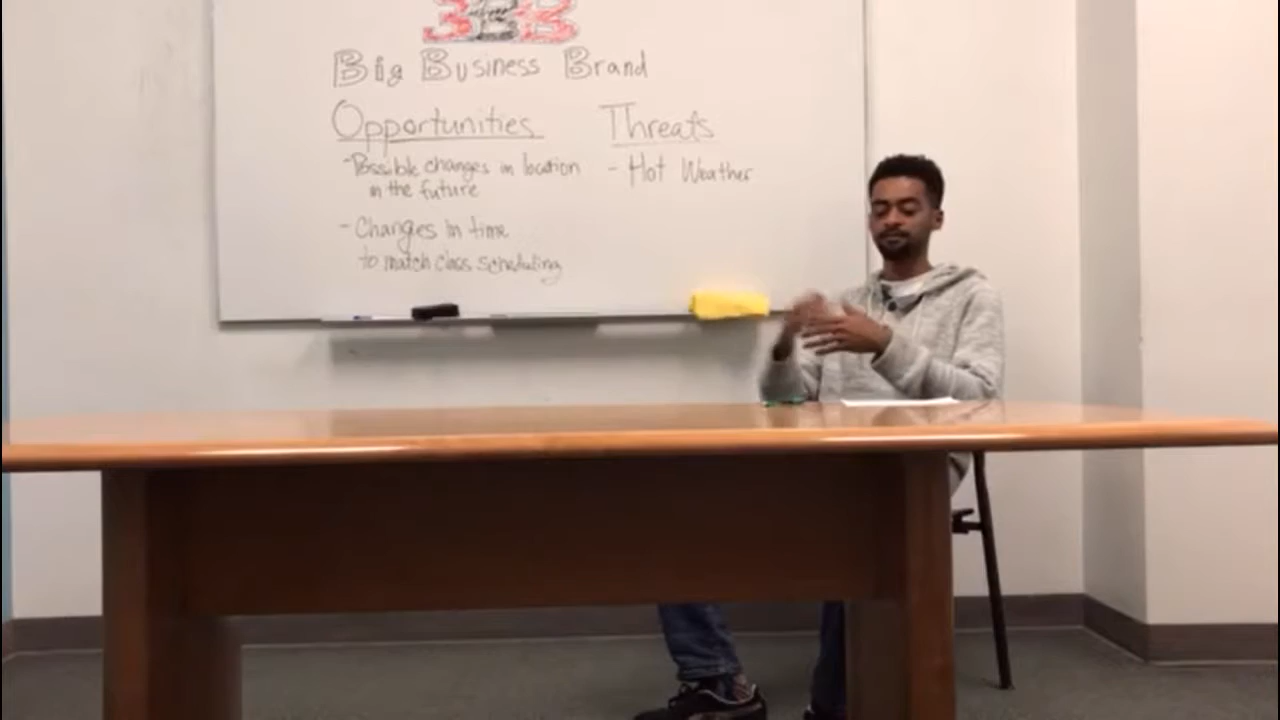 BBB
Big Business Brand
Opportunities
Threats
- Possible changes in location
in the future
- Hot Weather
- Changes in time
to match class scheduling